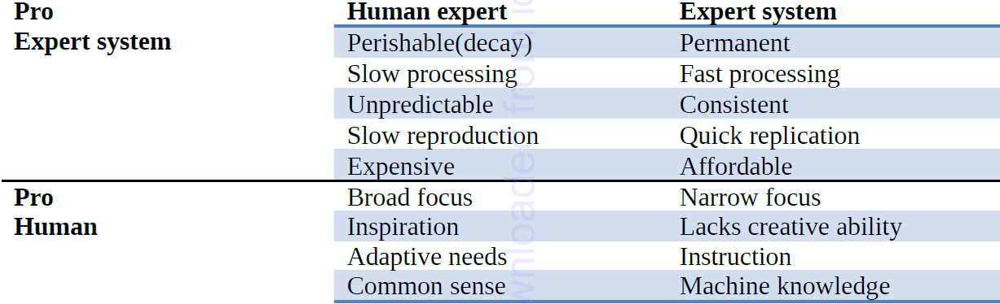 Pro Human expert Expert system
Expert system Perishable(decay) Permanent
Slow processing Fast processing
Unpredictable Consistent
Slow reproduction Quick replication
Expensive Affordable
Pro Broad focus Narrow focus
Human Inspiration Lacks creative ability
Adaptive needs Instruction
Common sense Machine knowledge